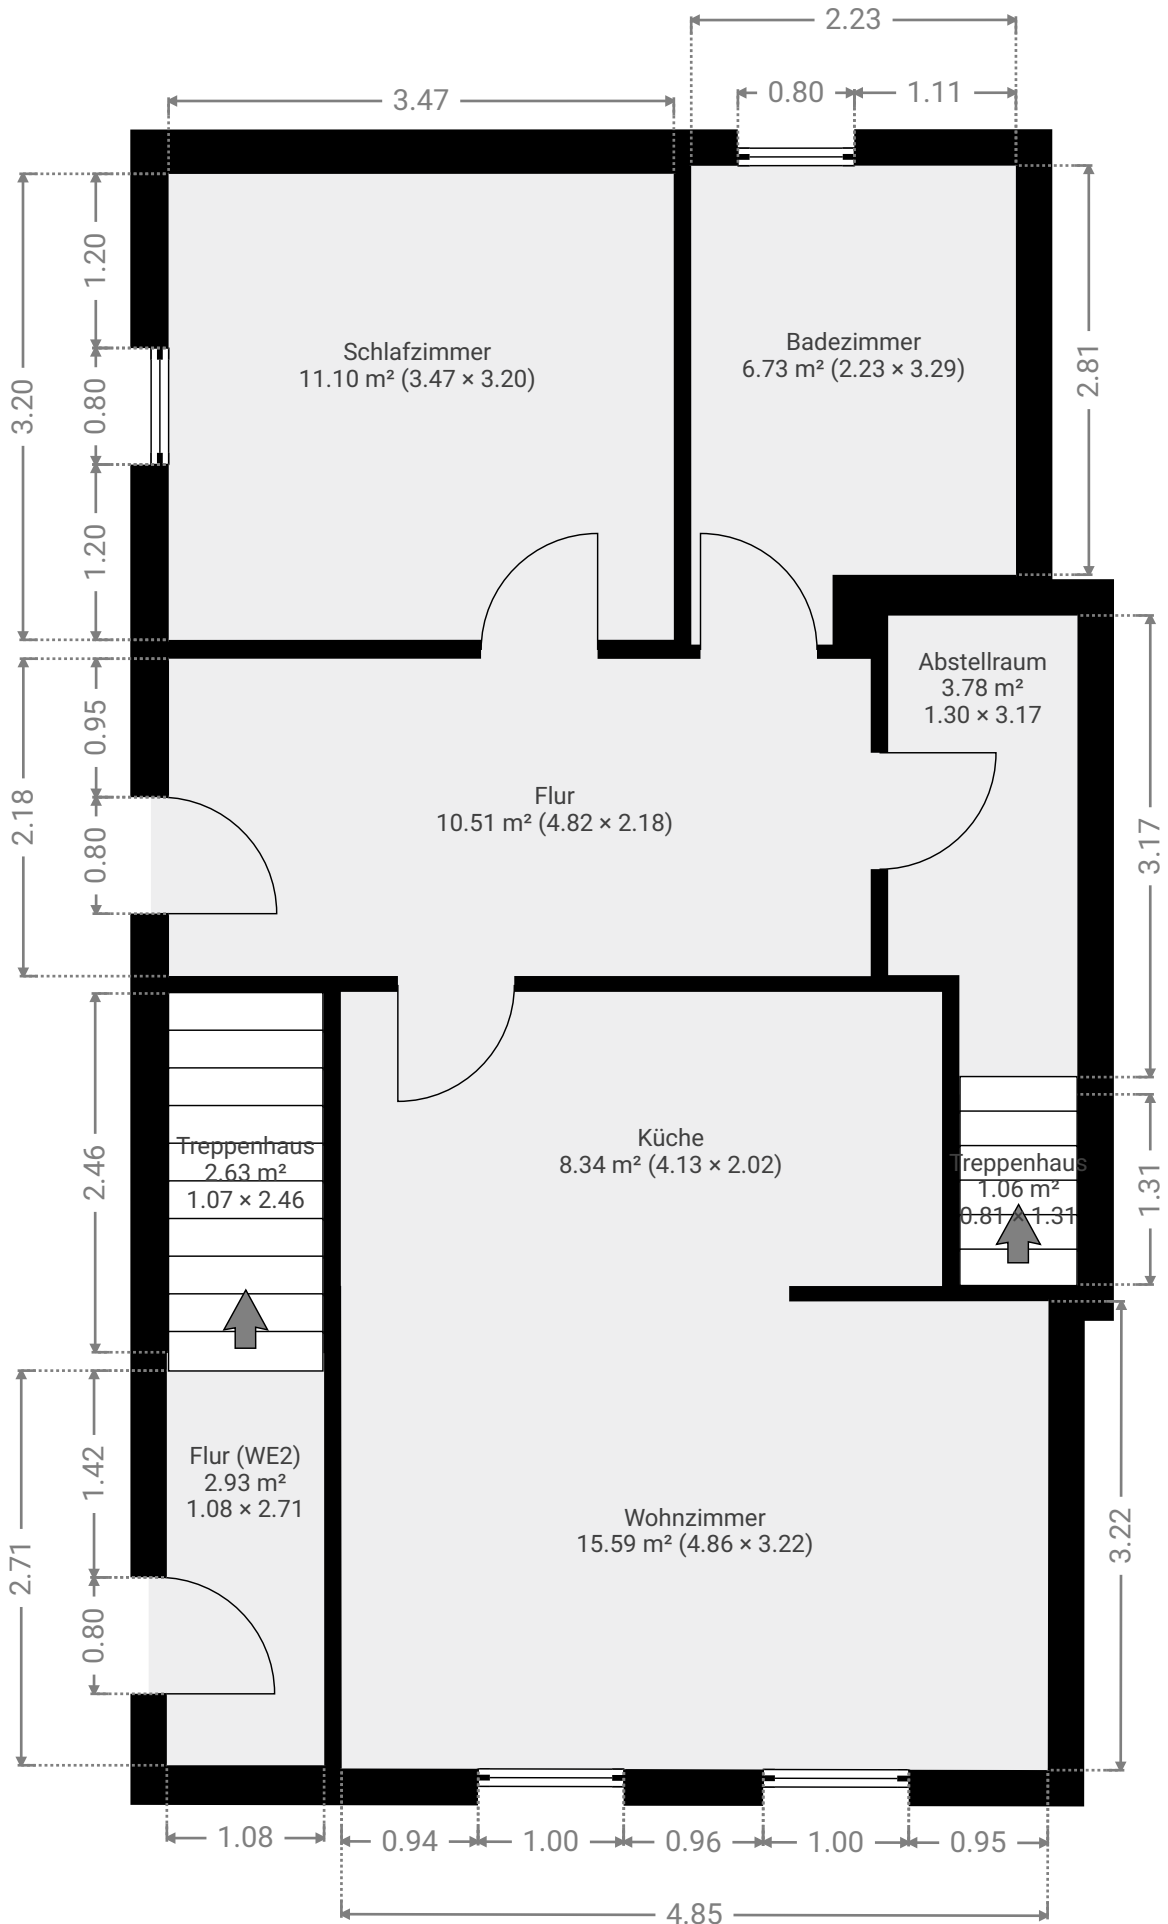 2.23
3.47
0.80
1.11
1.20
3.20
0.80
1.20
Schlafzimmer
11.10 m² (3.47 × 3.20)
Badezimmer
6.73 m² (2.23 × 3.29)
2.81
Abstellraum
3.78 m²
1.30 × 3.17
0.95
2.18
0.80
Flur
10.51 m² (4.82 × 2.18)
3.17
2.46
Treppenhaus
2.63 m²
1.07 × 2.46
Küche
8.34 m² (4.13 × 2.02)
Treppenhaus
1.06 m²
0.81 × 1.31
1.31
Flur (WE2)
2.93 m²
1.08 × 2.71
1.42
2.71
0.80
Wohnzimmer
15.59 m² (4.86 × 3.22)
3.22
1.08
0.94
1.00
0.96
1.00
0.95
4.85